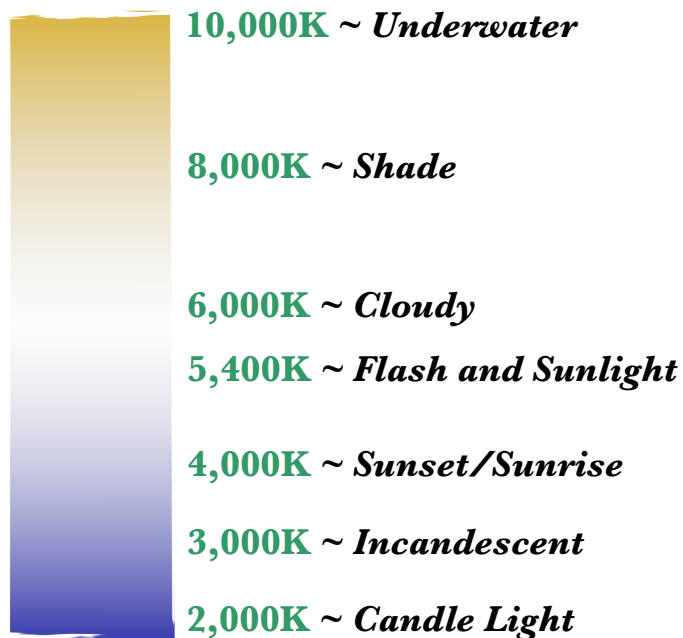 10,000K ~ Underwater
8,000K ~ Shade
6,000K ~ Cloudy
5,400K ~ Flash and Sunlight
4,000K ~ Sunset/Sunrise
3,000K ~ Incandescent
2,000K ~ Candle Light